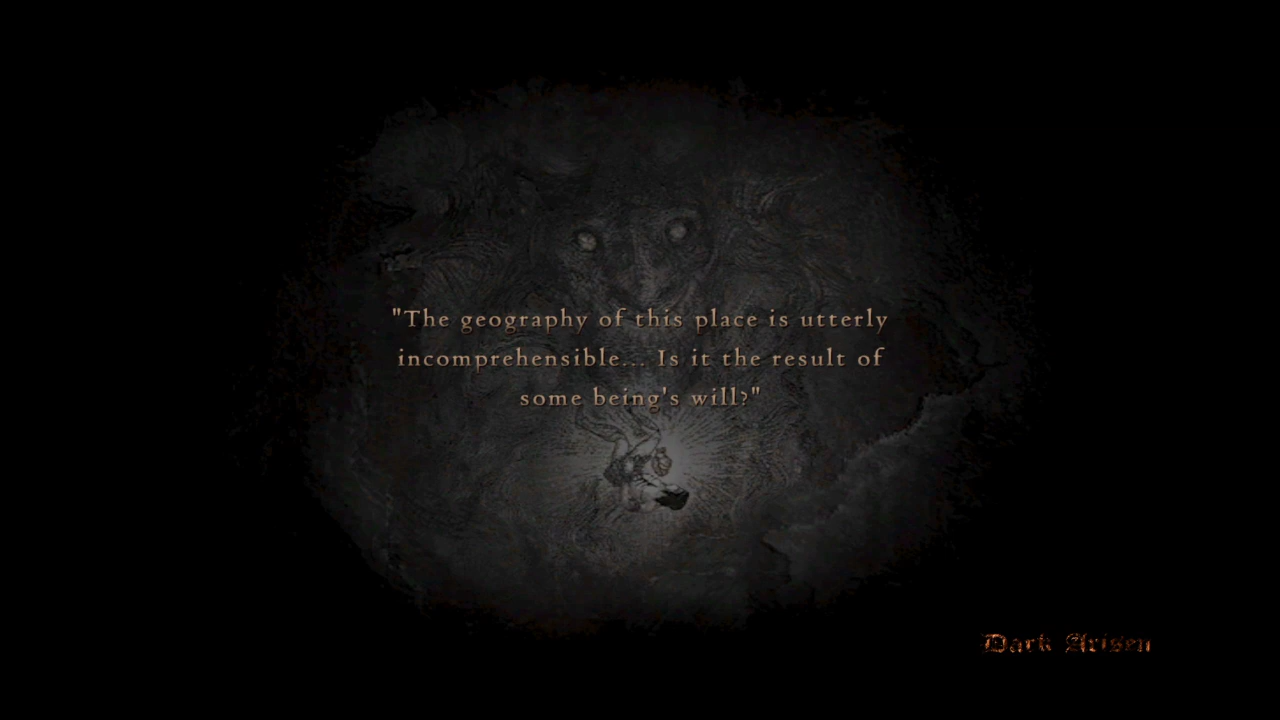 "The geography of this place is utterly
incomprehensible... Is it the result of
some being's will?"
Dark Arisen